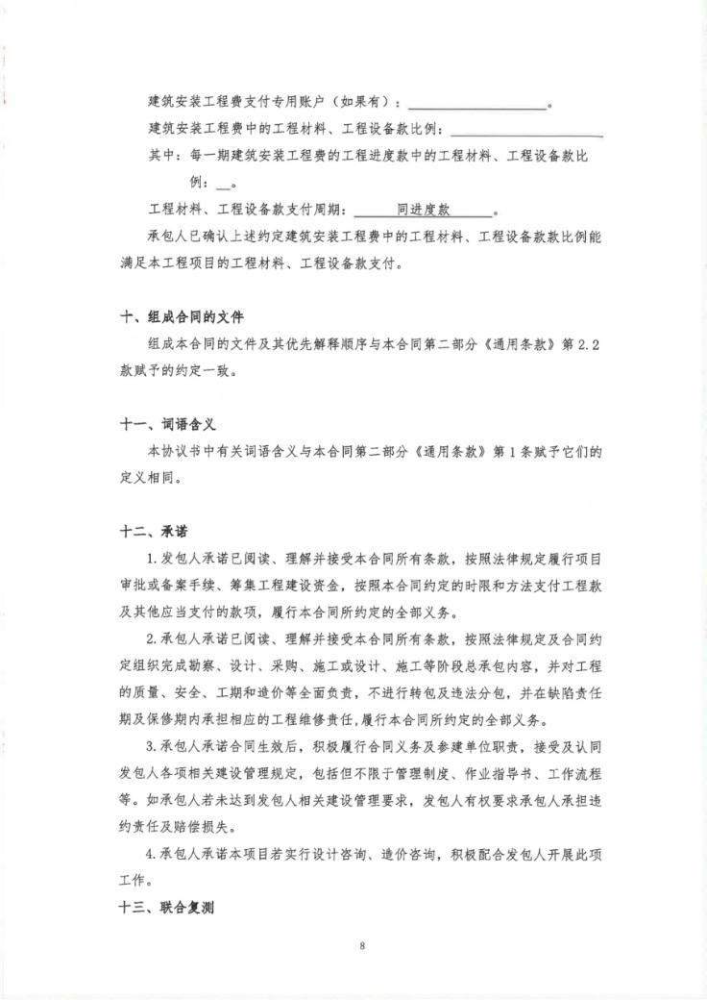 建筑安装工程费支付专用账户（如果有）：______________。
建筑安装工程费中的工程材料、工程设备款比例：________________
其中：每一期建筑安装工程费的工程进度款中的工程材料、工程设备款比
例：__。
工程材料、工程设备款支付周期：____同进度款____。
承包人已确认上述约定建筑安装工程费中的工程材料、工程设备款款比例能
满足本工程项目的工程材料、工程设备款支付。
十、组成合同的文件
组成本合同的文件及其优先解释顺序与本合同第二部分《通用条款》第 2.2
款赋予的约定一致。
十一、词语含义
本协议书中有关词语含义与本合同第二部分《通用条款》第 1 条赋予它们的
定义相同。
十二、承诺
1.发包人承诺已阅读、理解并接受本合同所有条款，按照法律规定履行项目
审批或备案手续、筹集工程建设资金，按照本合同约定的时限和方法支付工程款
及其他应当支付的款项，履行本合同所约定的全部义务。
2.承包人承诺已阅读、理解并接受本合同所有条款，按照法律规定及合同约
定组织完成勘察、设计、采购、施工或设计、施工等阶段总承包内容，并对工程
的质量、安全、工期和造价等全面负责，不进行转包及违法分包，并在缺陷责任
期及保修期内承担相应的工程维修责任,履行本合同所约定的全部义务。
3.承包人承诺合同生效后，积极履行合同义务及参建单位职责，接受及认同
发包人各项相关建设管理规定，包括但不限于管理制度、作业指导书、工作流程
等。如承包人若未达到发包人相关建设管理要求，发包人有权要求承包人承担违
约责任及赔偿损失。
4.承包人承诺本项目若实行设计咨询、造价咨询，积极配合发包人开展此项
工作。
十三、联合复测
8